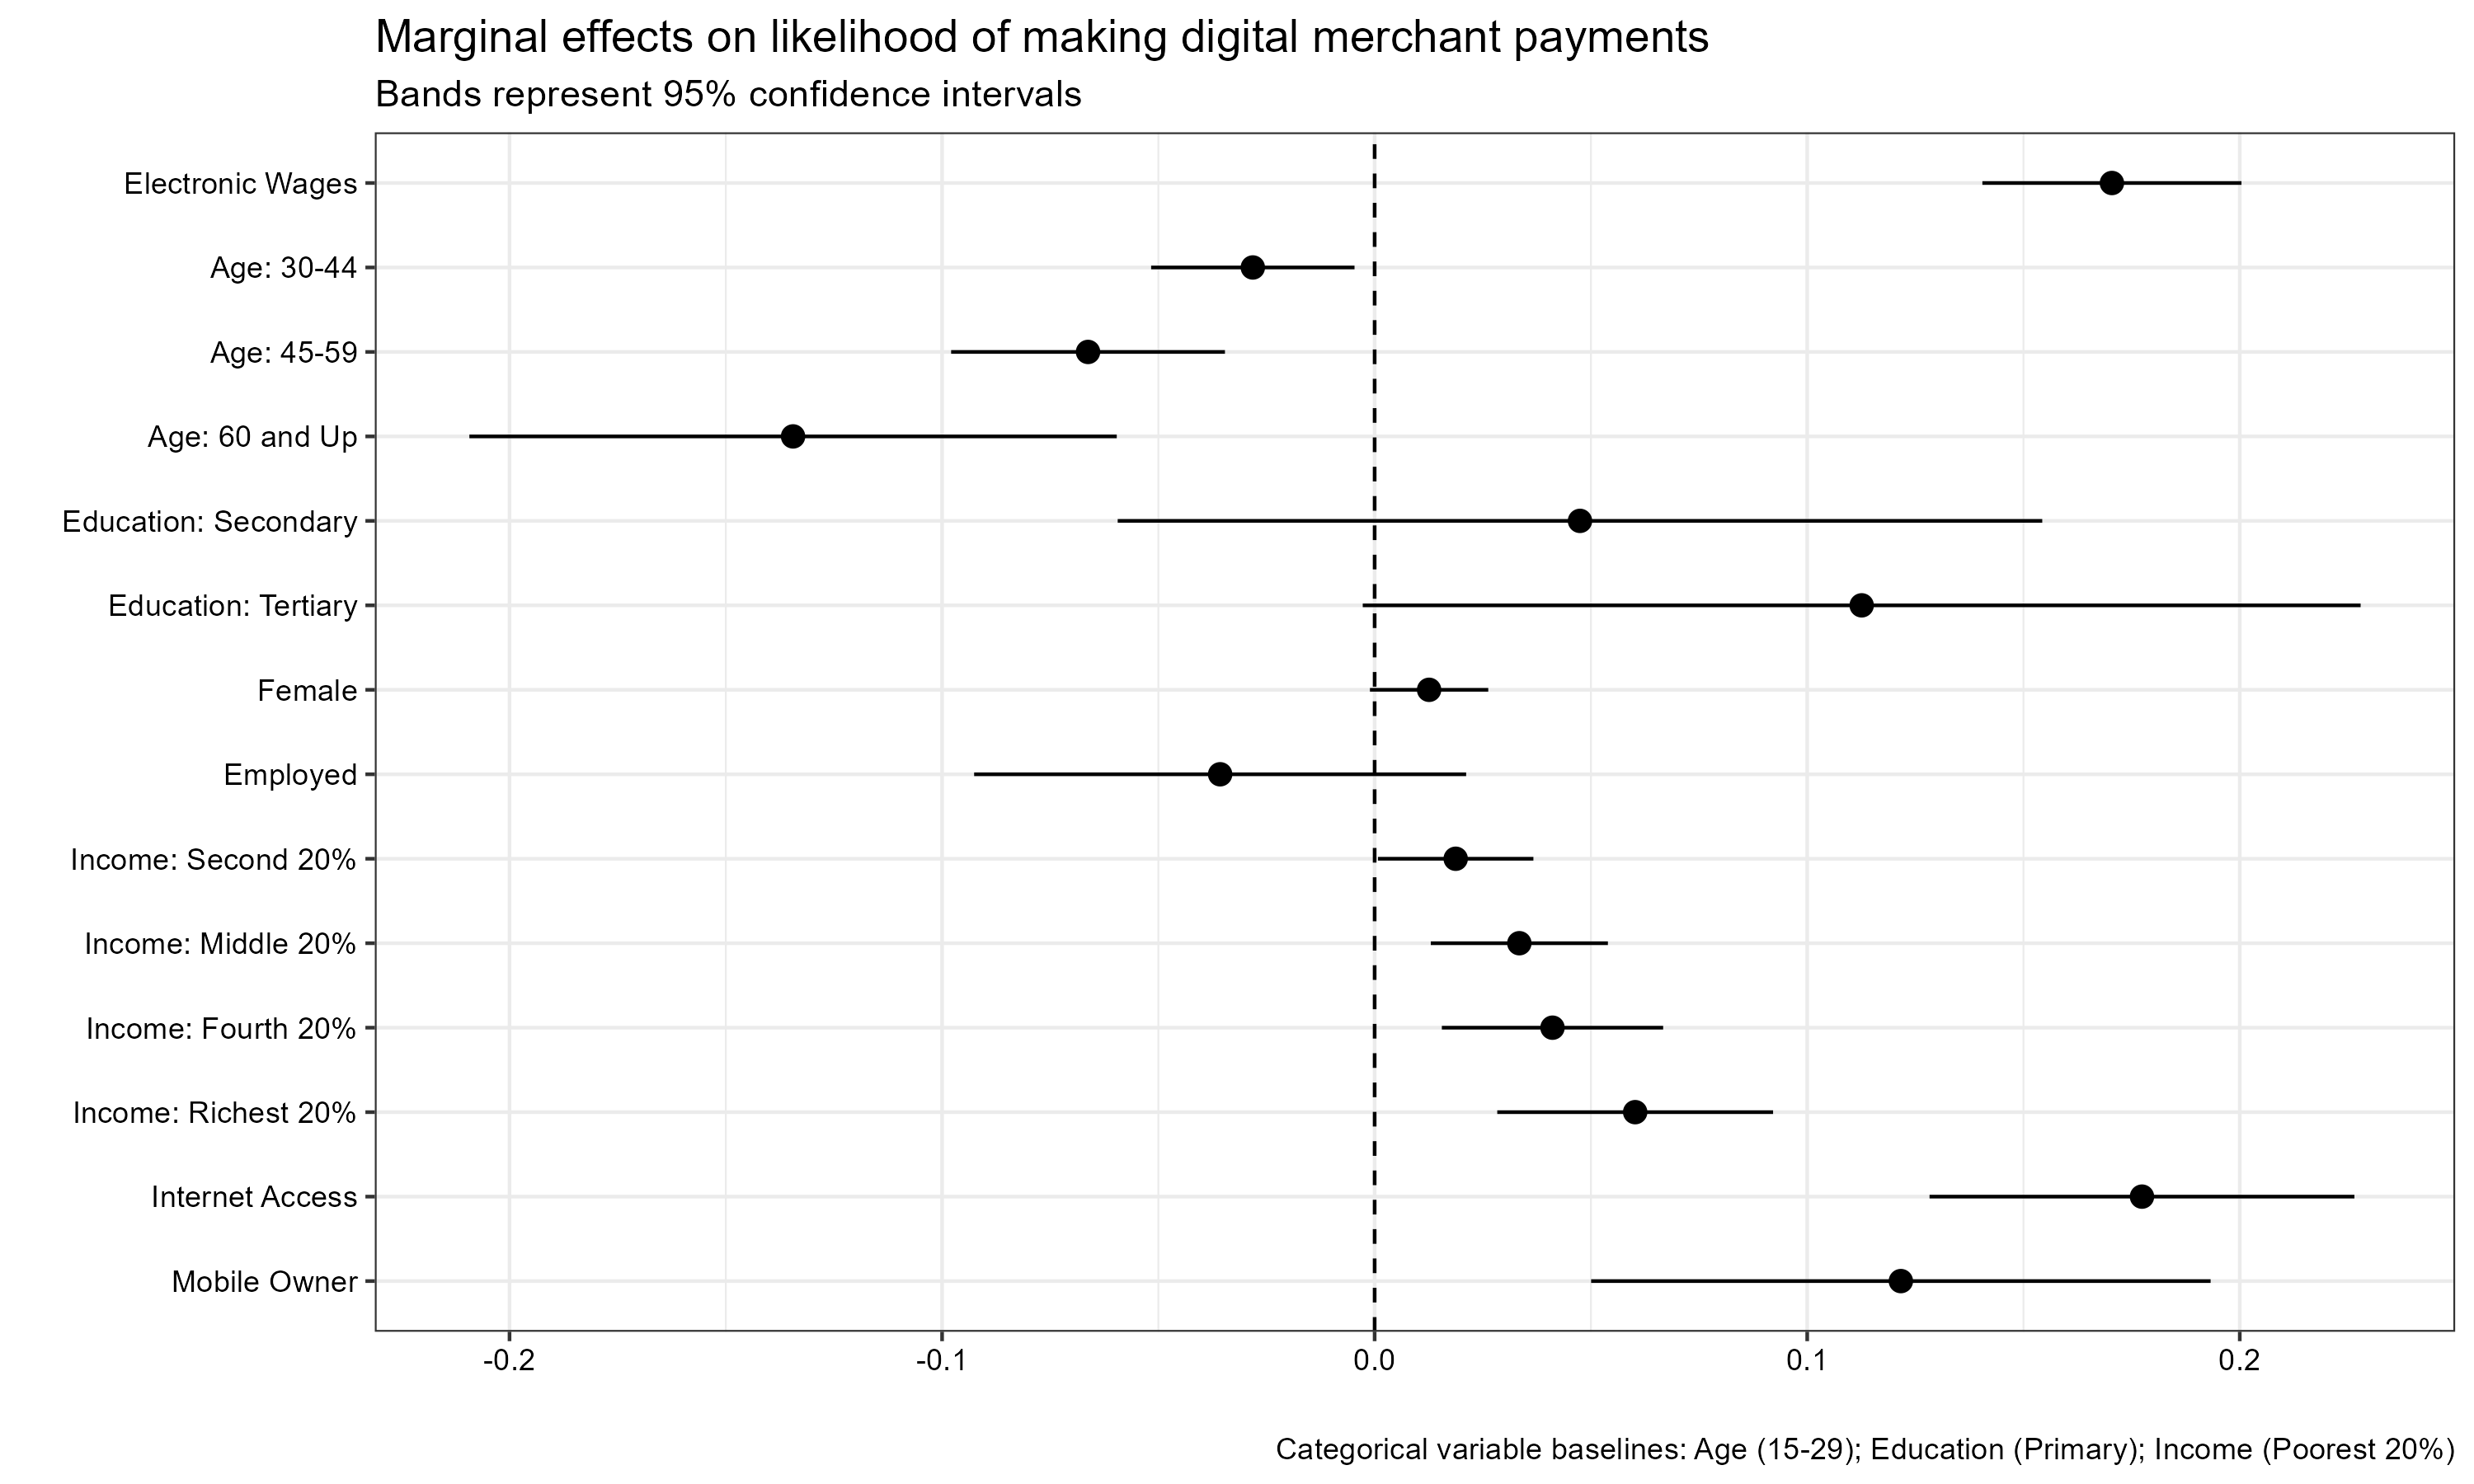 Marginal effects on likelihood of making digital merchant payments
Bands represent 95% confidence intervals
Electronic Wages
Age: 30-44
Age: 45-59
Age: 60 and Up
Education: Secondary
Education: Tertiary
Female
Employed
Income: Second 20%
Income: Middle 20%
Income: Fourth 20%
Income: Richest 20%
Internet Access
Mobile Owner
-0.2 -0.1 0.0 0.1 0.2
Categorical variable baselines: Age (15-29); Education (Primary); Income (Poorest 20%)